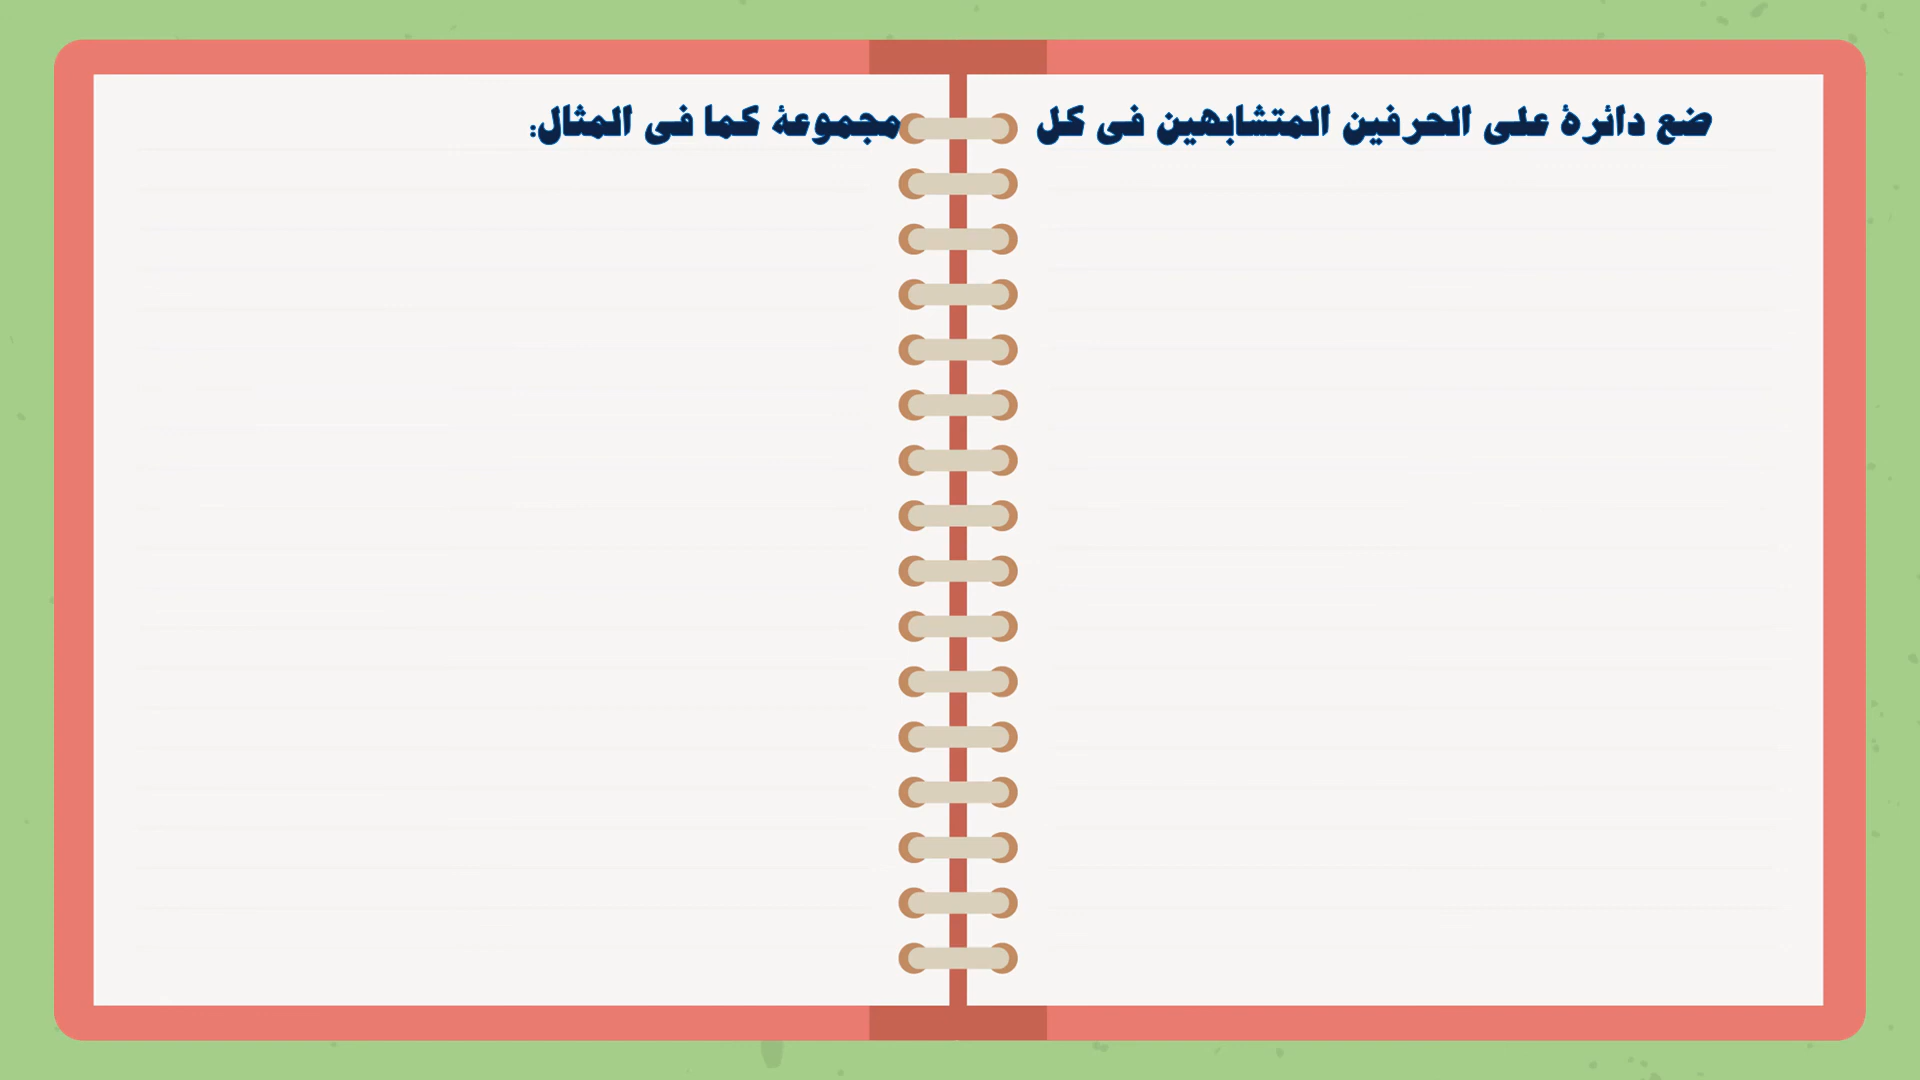 ضع دائرة على الحرفين المتشابهين فى كل مجموعة كما فى المثال: